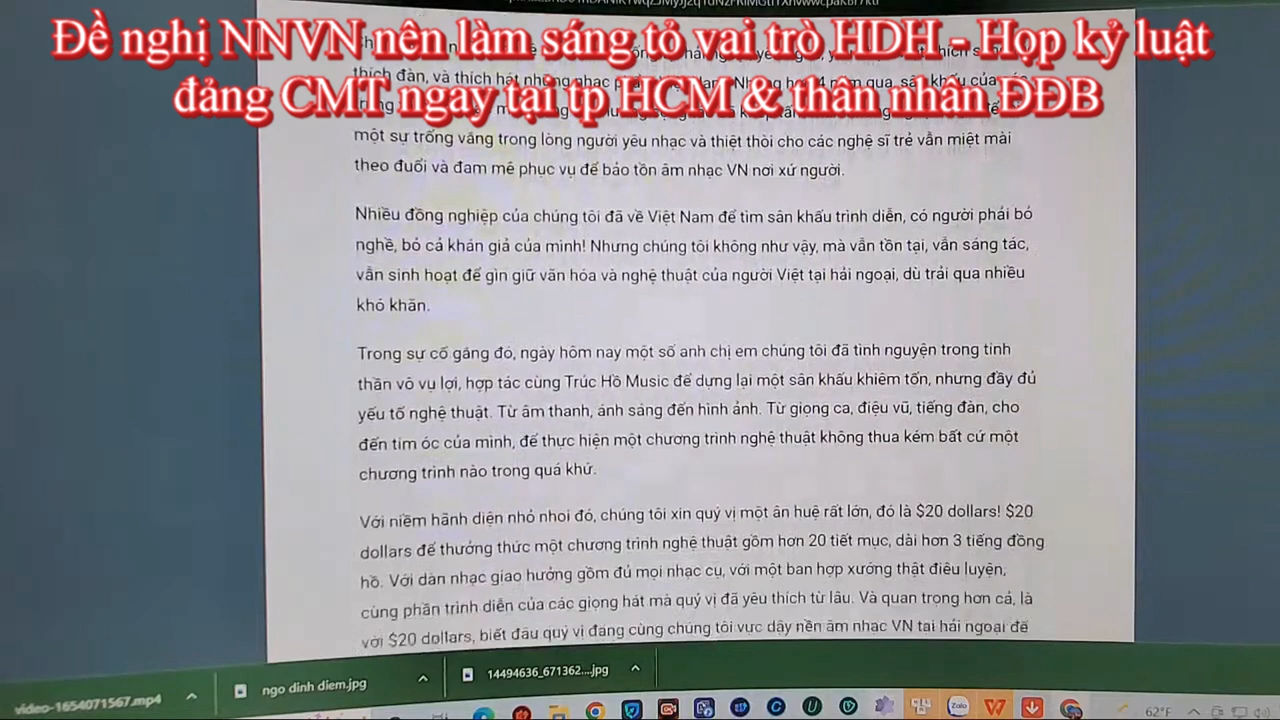 Đề nghị NNVN nên làm sáng tỏ vai trò HDH - Họp kỷ luật
đảng CMT ngay tại tp HCM & thân nhân ĐĐB
thích đàn, và thích hát những nhạc
một sự trống vắng trong lòng người yêu nhạc và thiệt thòi cho các nghệ sĩ trẻ vẫn miệt mài
theo đuổi và đam mê phục vụ để bảo tồn âm nhạc VN nơi xứ người.
Nhiều đồng nghiệp của chúng tôi đã về Việt Nam để tìm sân khấu trình diễn, có người phải bỏ
nghề, bỏ cả khán giả của mình! Nhưng chúng tôi không như vậy, mà vẫn tồn tại, vẫn sáng tác,
vẫn sinh hoạt để gìn giữ văn hóa và nghệ thuật của người Việt tại hải ngoại, dù trải qua nhiều
khó khăn.
Trong sự cố gắng đó, ngày hôm nay một số anh chị em chúng tôi đã tình nguyện trong tinh
thần vô vụ lợi, hợp tác cùng Trúc Hồ Music để dựng lại một sân khấu khiêm tốn, nhưng đầy đủ
yếu tố nghệ thuật. Từ âm thanh, ánh sáng đến hình ảnh. Từ giọng ca, điệu vũ, tiếng đàn, cho
đến tim óc của mình, để thực hiện một chương trình nghệ thuật không thua kém bất cứ một
chương trình nào trong quá khứ.
Với niềm hãnh diện nhỏ nhoi đó, chúng tôi xin quý vị một ân huệ rất lớn, đó là $20 dollars! $20
dollars để thưởng thức một chương trình nghệ thuật gồm hơn 20 tiết mục, dài hơn 3 tiếng đồng
hồ. Với dàn nhạc giao hưởng gồm đủ mọi nhạc cụ, với một ban hợp xướng thật điêu luyện,
cùng phần trình diễn của các giọng hát mà quý vị đã yêu thích từ lâu. Và quan trọng hơn cả, là
với $20 dollars, biết đâu quý vị đang cùng chúng tôi vực dậy nền âm nhạc VN tại hải ngoại để
video-1654071567.mp4
ngo dinh diem.jpg
14494636_671362....jpg
Zalo
62°F